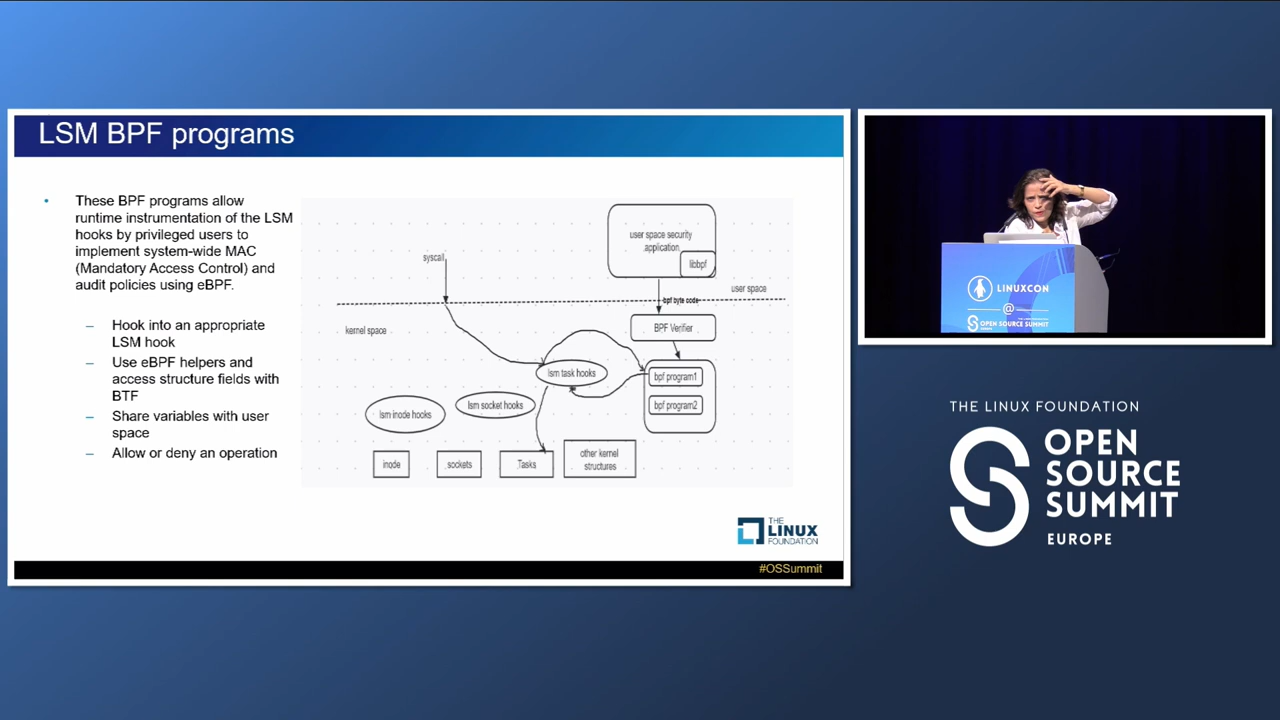 LSM BPF programs
• These BPF programs allow
runtime instrumentation of the LSM
hooks by privileged users to
implement system-wide MAC
(Mandatory Access Control) and
audit policies using eBPF.
– Hook into an appropriate
LSM hook
– Use eBPF helpers and
access structure fields with
BTF
– Share variables with user
space
– Allow or deny an operation
user space security
application
libbpf
syscall
user space
bpf byte code
kernel space
BPF Verifier
lsm task hooks
bpf program1
bpf program2
lsm inode hooks
lsm socket hooks
inode
sockets
Tasks
other kernel
structures
THE
LINUX
FOUNDATION
#OSSummit
LINUXCON
@
OPEN SOURCE SUMMIT
THE LINUX FOUNDATION
OPEN
SOURCE
SUMMIT
EUROPE